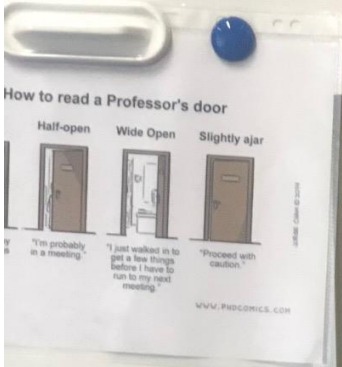 How to read a Professor's door
Half-open
Wide Open
Slightly ajar
"I'm probably
in a meeting."
"I just walked in to
get a few things
before I have to
run to my next
meeting."
"Proceed with
caution."
WWW.PHDCOMICS.COM